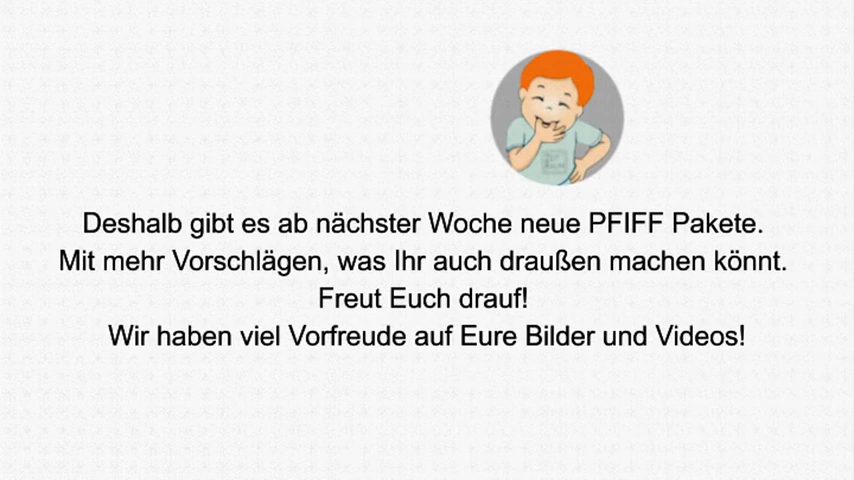 Deshalb gibt es ab nächster Woche neue PFIFF Pakete.
Mit mehr Vorschlägen, was Ihr auch draußen machen könnt.
Freut Euch drauf!
Wir haben viel Vorfreude auf Eure Bilder und Videos!